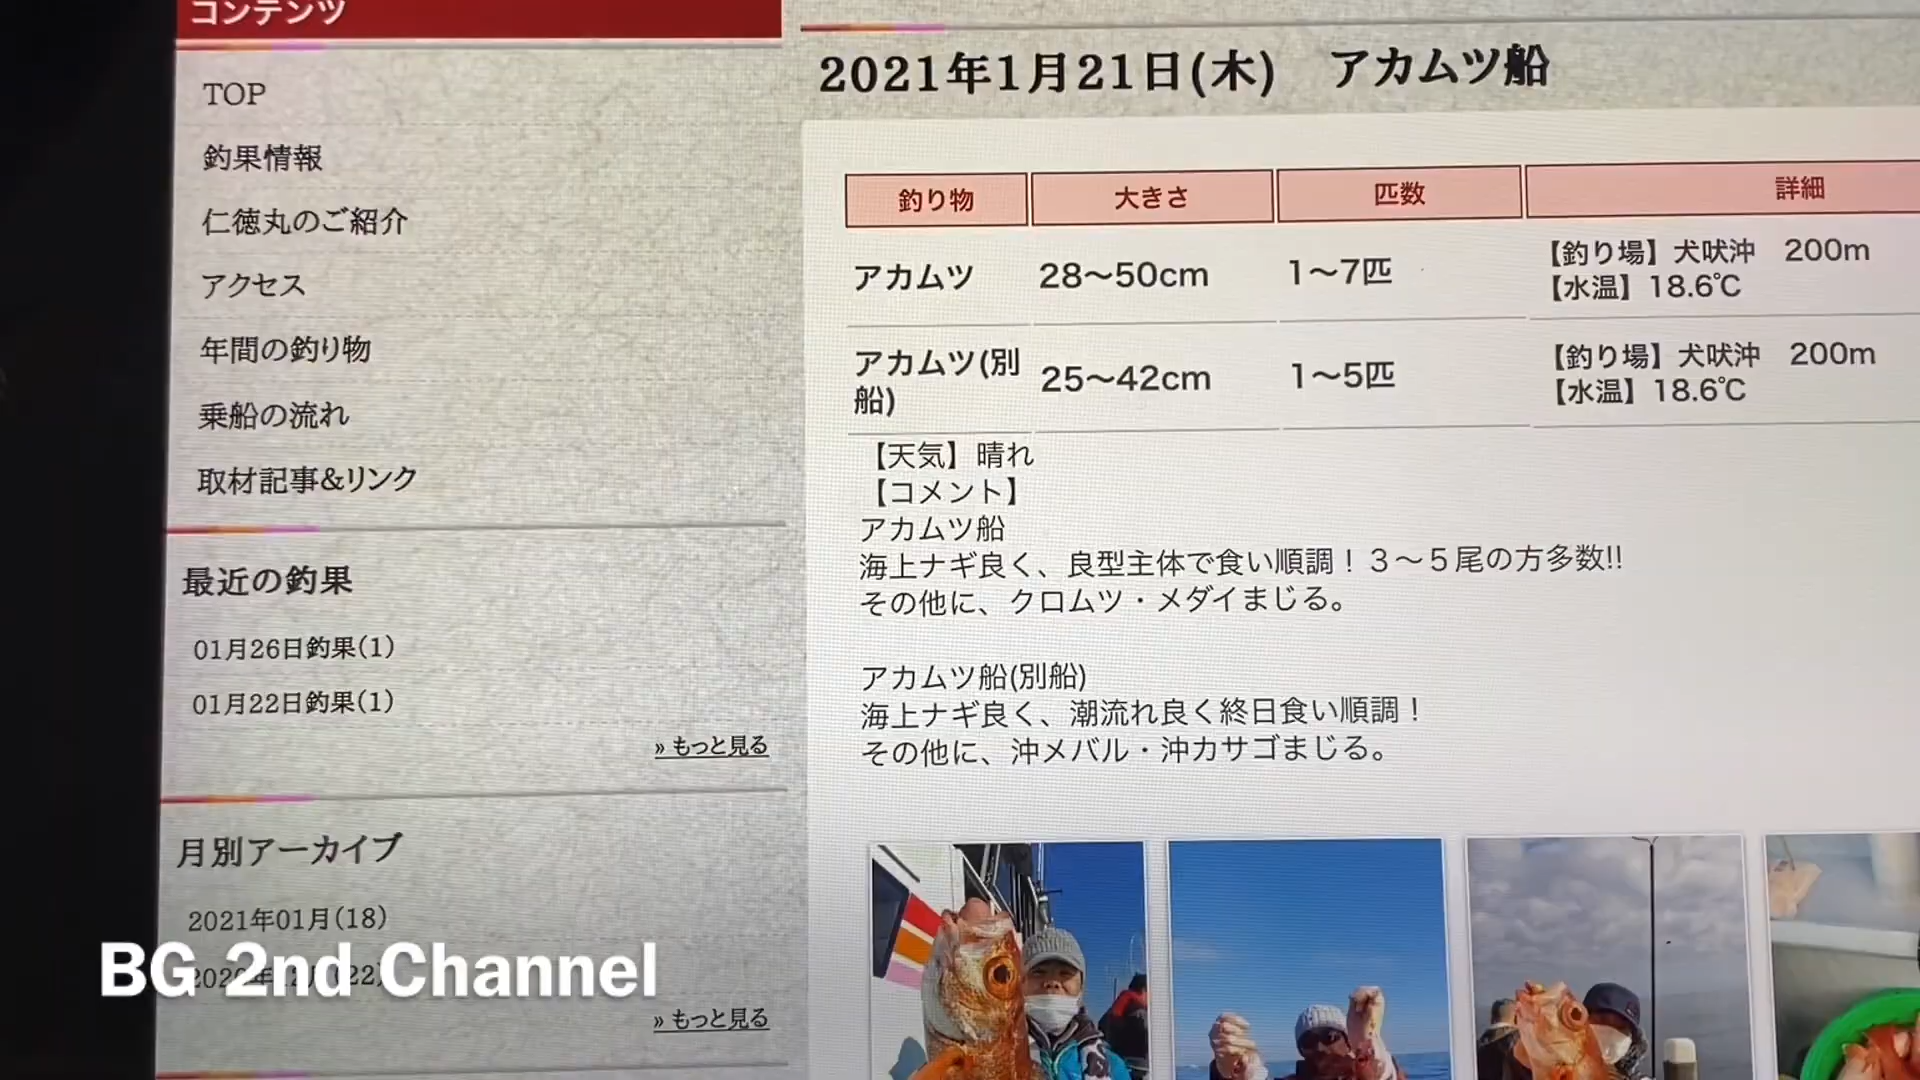 コンテンツ
TOP
釣果情報
仁徳丸のご紹介
アクセス
年間の釣り物
乗船の流れ
取材記事&リンク
最近の釣果
01月26日釣果(1)
01月22日釣果(1)
» もっと見る
月別アーカイブ
2021年01月(18)
2020年12月(22)
» もっと見る
2021年1月21日(木)　アカムツ船
釣り物 大きさ 匹数 詳細
アカムツ 28〜50cm 1〜7匹 【釣り場】犬吠沖　200m
【水温】18.6℃
アカムツ(別船) 25〜42cm 1〜5匹 【釣り場】犬吠沖　200m
【水温】18.6℃
【天気】晴れ
【コメント】
アカムツ船
海上ナギ良く、良型主体で食い順調！３〜５尾の方多数!!
その他に、クロムツ・メダイまじる。
アカムツ船(別船)
海上ナギ良く、潮流れ良く終日食い順調！
その他に、沖メバル・沖カサゴまじる。
BG 2nd Channel